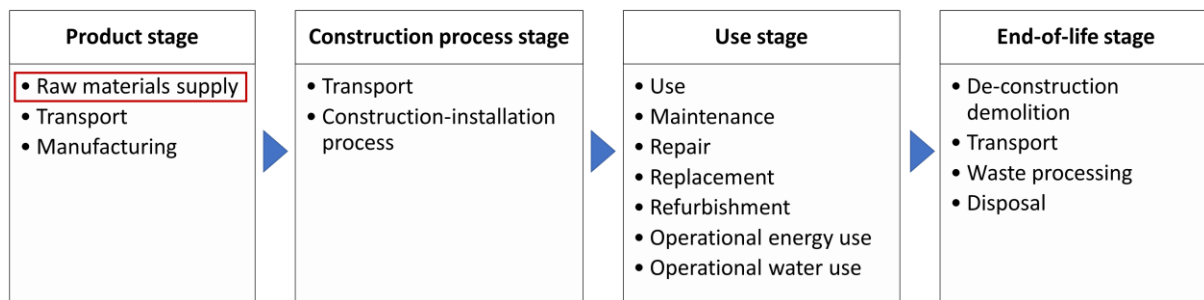 Product stage
• Raw materials supply
• Transport
• Manufacturing
Construction process stage
• Transport
• Construction-installation
process
Use stage
• Use
• Maintenance
• Repair
• Replacement
• Refurbishment
• Operational energy use
• Operational water use
End-of-life stage
• De-construction
demolition
• Transport
• Waste processing
• Disposal